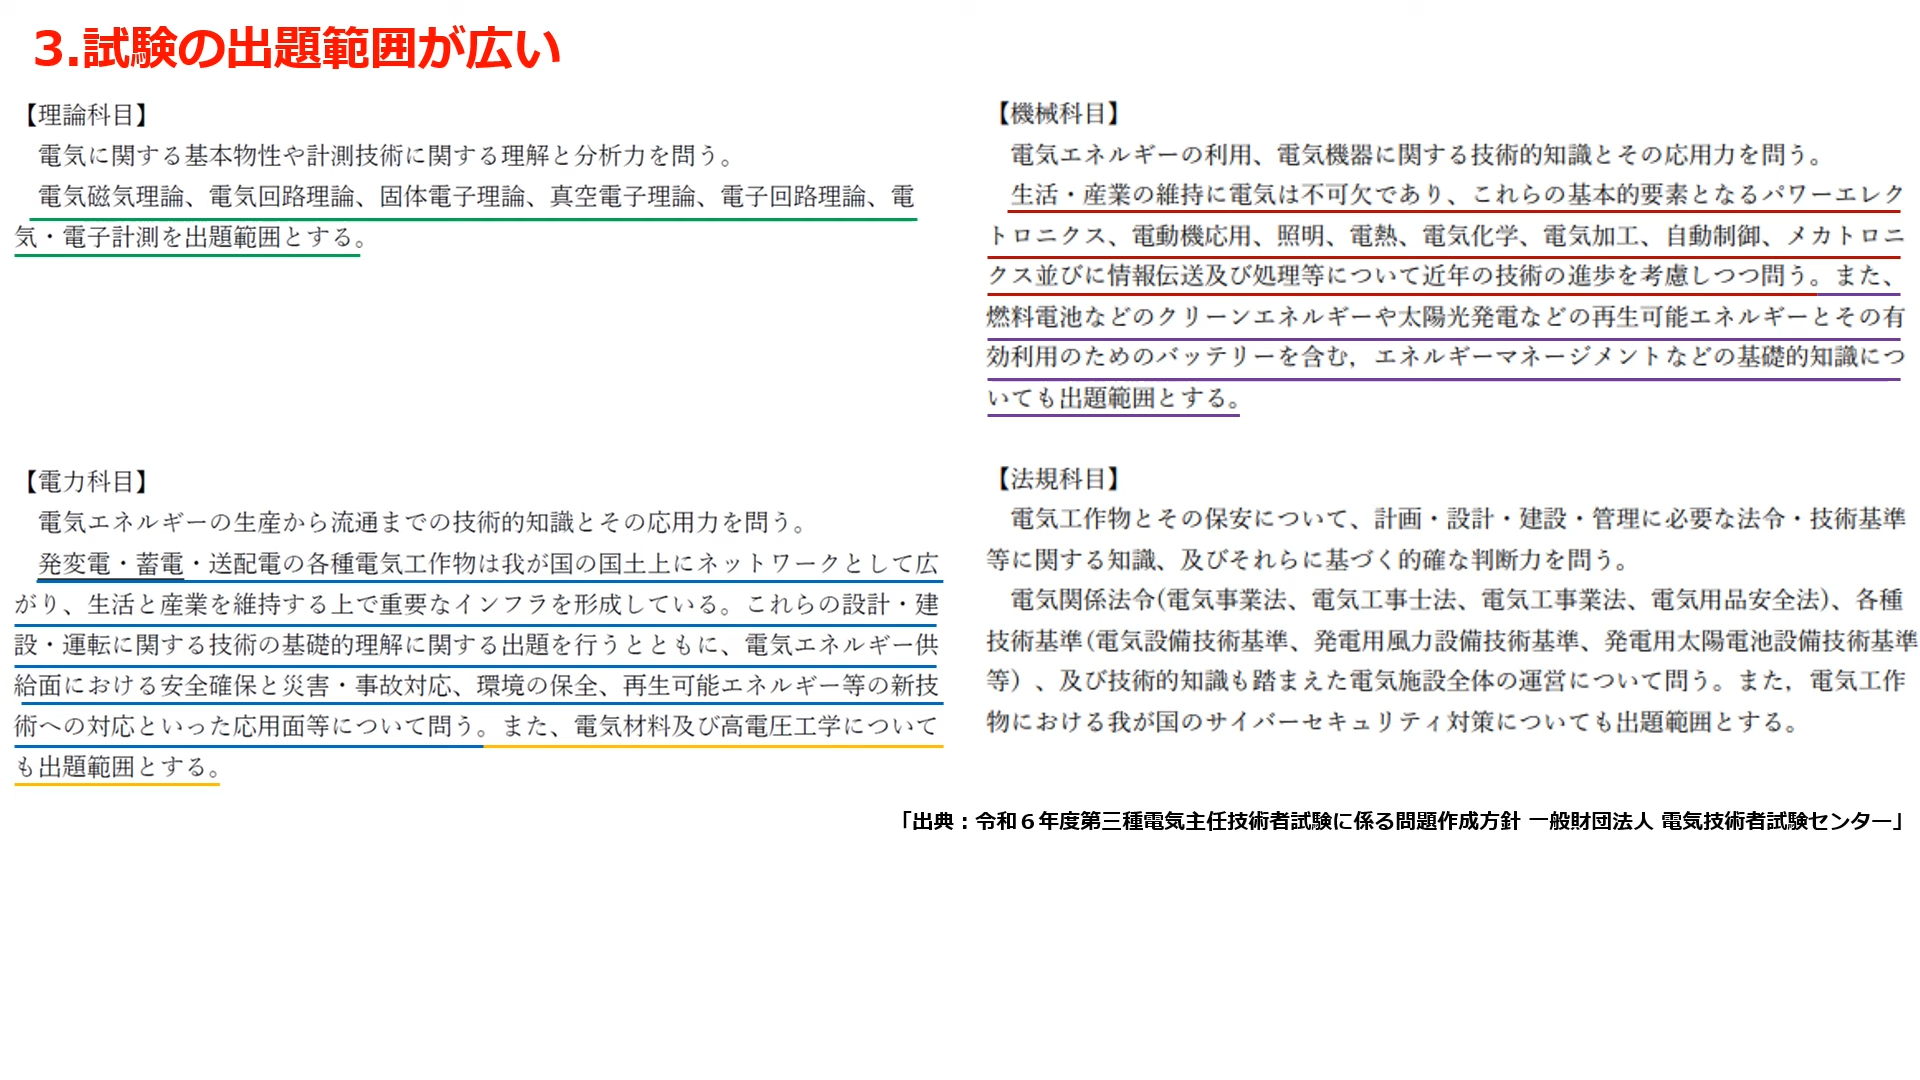 3.試験の出題範囲が広い
【理論科目】
電気に関する基本物性や計測技術に関する理解と分析力を問う。
電気磁気理論、電気回路理論、固体電子理論、真空電子理論、電子回路理論、電
気・電子計測を出題範囲とする。
【電力科目】
電気エネルギーの生産から流通までの技術的知識とその応用力を問う。
発変電・蓄電・送配電の各種電気工作物は我が国の国土上にネットワークとして広
がり、生活と産業を維持する上で重要なインフラを形成している。これらの設計・建
設・運転に関する技術の基礎的理解に関する出題を行うとともに、電気エネルギー供
給面における安全確保と災害・事故対応、環境の保全、再生可能エネルギー等の新技
術への対応といった応用面等について問う。また、電気材料及び高電圧工学について
も出題範囲とする。
【機械科目】
電気エネルギーの利用、電気機器に関する技術的知識とその応用力を問う。
生活・産業の維持に電気は不可欠であり、これらの基本的要素となるパワーエレク
トロニクス、電動機応用、照明、電熱、電気化学、電気加工、自動制御、メカトロニ
クス並びに情報伝送及び処理等について近年の技術の進歩を考慮しつつ問う。また、
燃料電池などのクリーンエネルギーや太陽光発電などの再生可能エネルギーとその有
効利用のためのバッテリーを含む，エネルギーマネージメントなどの基礎的知識につ
いても出題範囲とする。
【法規科目】
電気工作物とその保安について、計画・設計・建設・管理に必要な法令・技術基準
等に関する知識、及びそれらに基づく的確な判断力を問う。
電気関係法令(電気事業法、電気工事士法、電気工事業法、電気用品安全法)、各種
技術基準(電気設備技術基準、発電用風力設備技術基準、発電用太陽電池設備技術基準
等）、及び技術的知識も踏まえた電気施設全体の運営について問う。また，電気工作
物における我が国のサイバーセキュリティ対策についても出題範囲とする。
「出典：令和６年度第三種電気主任技術者試験に係る問題作成方針 一般財団法人 電気技術者試験センター」